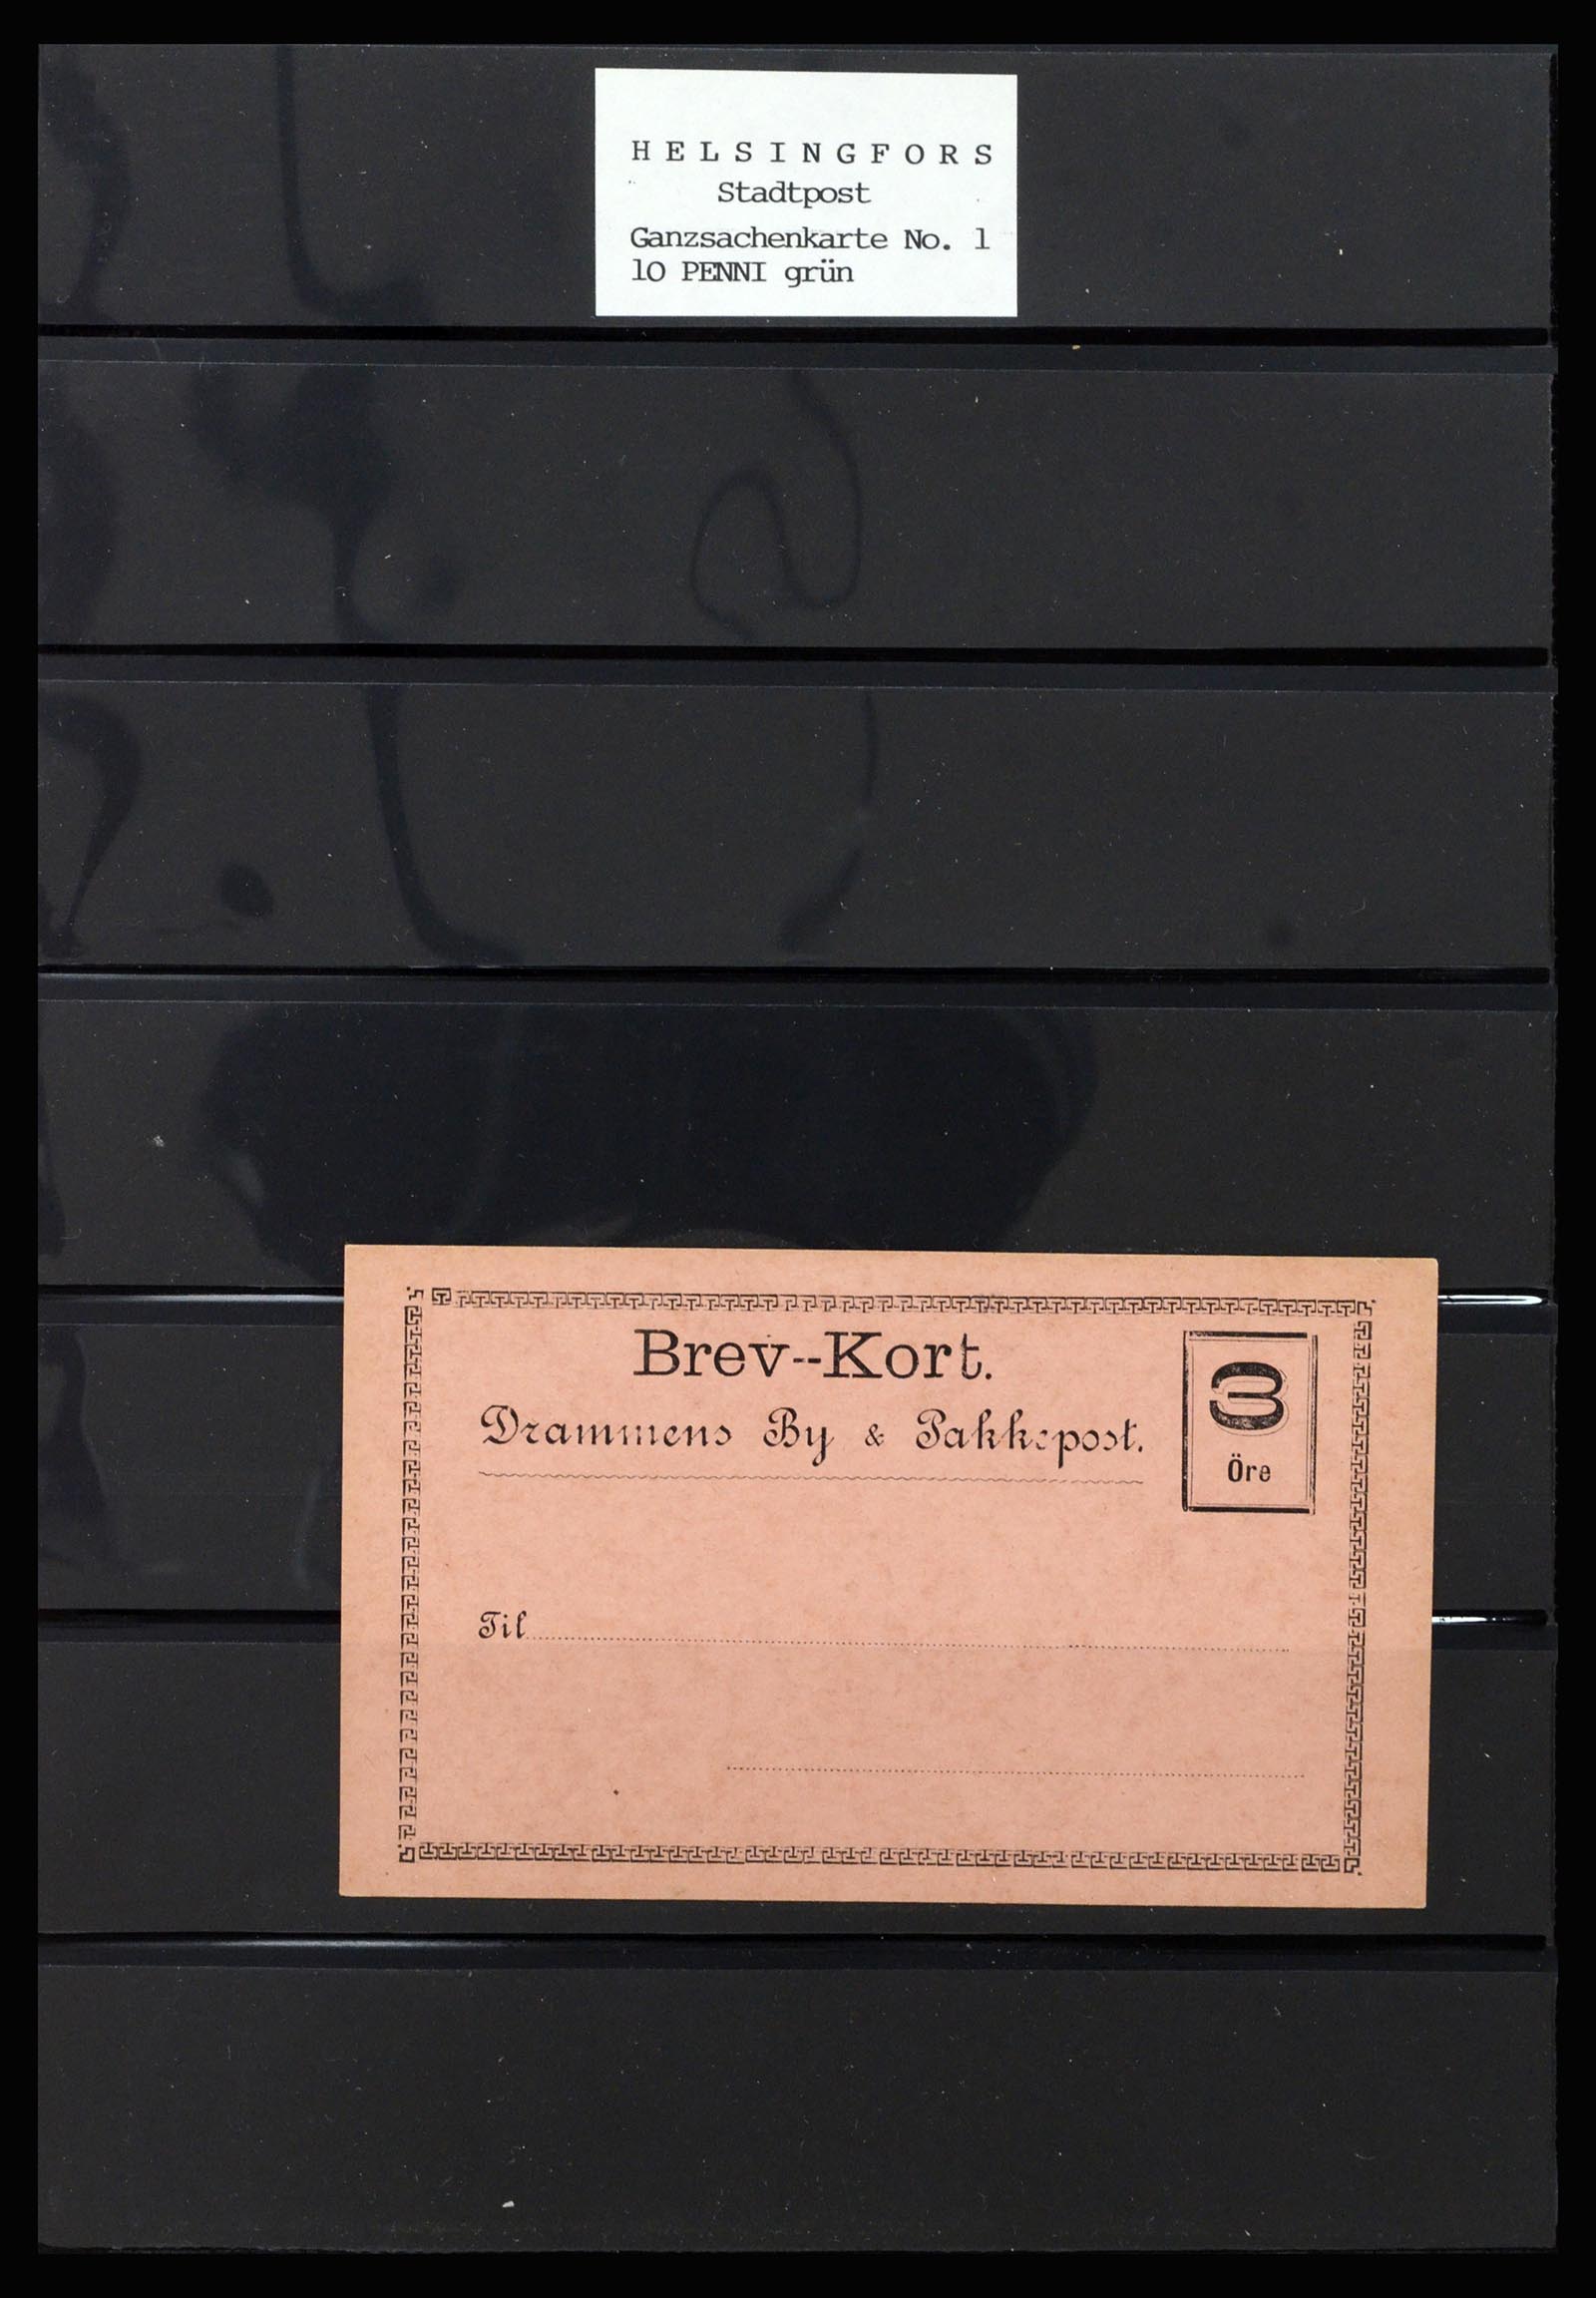 HELSINGFORS
Stadtpost
Ganzsachenkarte No. 1
10 PENNI grün
Brev--Kort.
Drammens By & Pakkepost.
3
Öre
Til